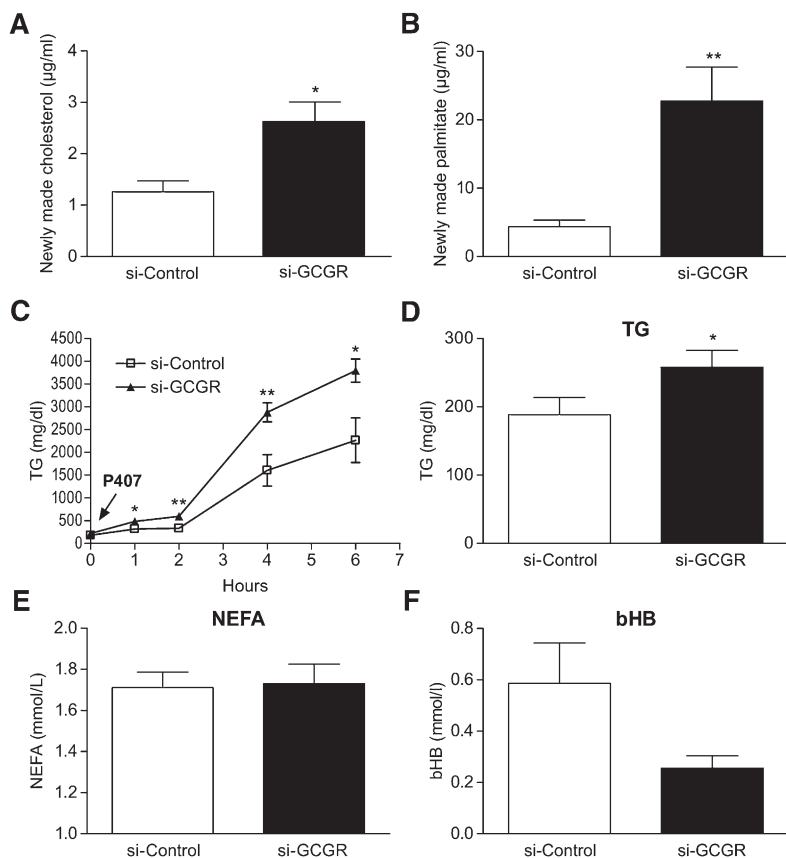 A
Newly made cholesterol (µg/ml)
4
3
2
1
0
*
si-Control
si-GCGR
B
Newly made palmitate (µg/ml)
30
20
10
0
**
si-Control
si-GCGR
C
TG (mg/dl)
4500
4000
3500
3000
2500
2000
1500
1000
500
0
si-Control
si-GCGR
P407
*
**
**
*
0 1 2 3 4 5 6 7
Hours
D
TG
TG (mg/dl)
300
200
100
0
*
si-Control
si-GCGR
E
NEFA
NEFA (mmol/L)
2.0
1.8
1.6
1.4
1.2
1.0
si-Control
si-GCGR
F
bHB
bHB (mmol/l)
0.8
0.6
0.4
0.2
0.0
si-Control
si-GCGR